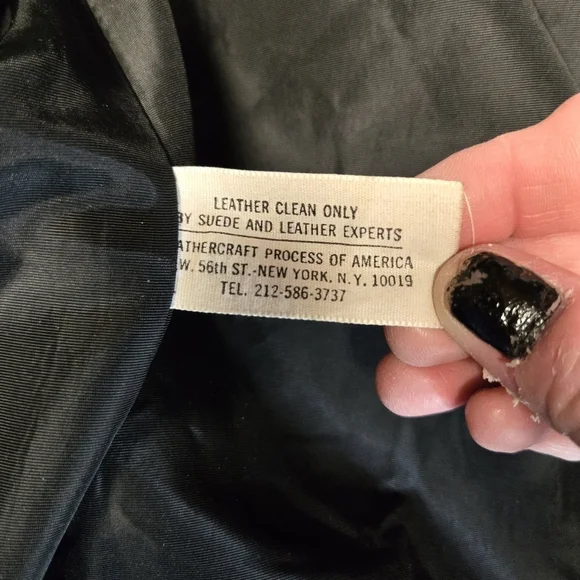 LEATHER CLEAN ONLY
BY SUEDE AND LEATHER EXPERTS
ATHERCRAFT PROCESS OF AMERICA
W. 56th ST.-NEW YORK. N.Y. 10019
TEL. 212-586-3737